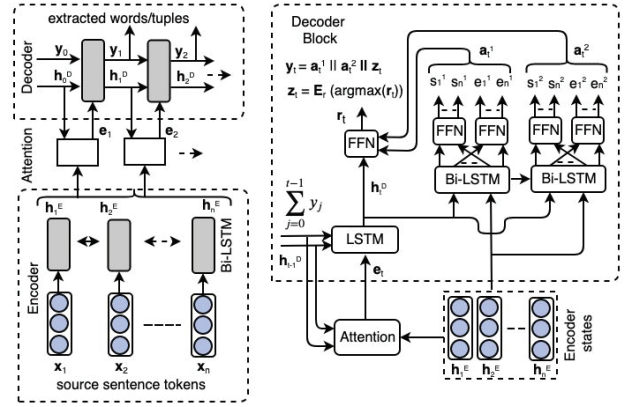 extracted words/tuples
Decoder
y₀ y₁ y₂
h₀ᴰ h₁ᴰ h₂ᴰ
e₁ e₂
Attention
h₁ᴱ h₂ᴱ hₙᴱ
Encoder
Bi-LSTM
x₁ x₂ xₙ
source sentence tokens
Decoder
Block
yₜ = aₜ¹ || aₜ² || zₜ
zₜ = Eᵣ (argmax(rₜ))
rₜ
FFN
aₜ¹ aₜ²
s₁¹ sₙ¹ e₁¹ eₙ¹ s₁² sₙ² e₁² eₙ²
FFN FFN FFN FFN
Bi-LSTM Bi-LSTM
hₜᴰ
t−1
∑ yⱼ
j=0
LSTM
hₜ₋₁ᴰ
eₜ
Attention
h₁ᴱ h₂ᴱ hₙᴱ
Encoder
states